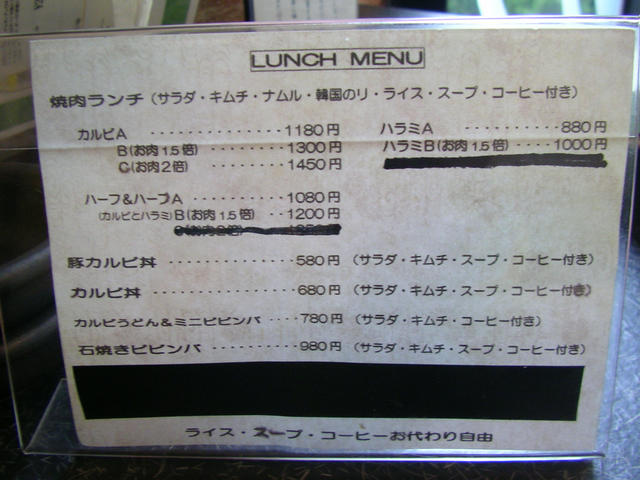 LUNCH MENU
焼肉ランチ(サラダ・キムチ・ナムル・韓国のり・ライス・スープ・コーヒー付き)
カルビA ・・・・・・・・・・・・・・1180円
B(お肉1.5倍)・・・・・・・・1300円
C(お肉2倍) ・・・・・・・・・1450円
ハラミA ・・・・・・・・・・・・880円
ハラミB(お肉1.5倍)・・・・1000円
ハーフ&ハーフA ・・・・・・・・・1080円
(カルビとハラミ)B(お肉1.5倍)・・1200円
豚カルビ丼 ・・・・・・・・・・・・580円 (サラダ・キムチ・スープ・コーヒー付き)
カルビ丼 ・・・・・・・・・・・・・・680円 (サラダ・キムチ・スープ・コーヒー付き)
カルビうどん&ミニビビンバ ・・・・780円 (サラダ・キムチ・コーヒー付き)
石焼きビビンバ ・・・・・・・・・980円 (サラダ・キムチ・スープ・コーヒー付き)
ライス・スープ・コーヒーお代わり自由